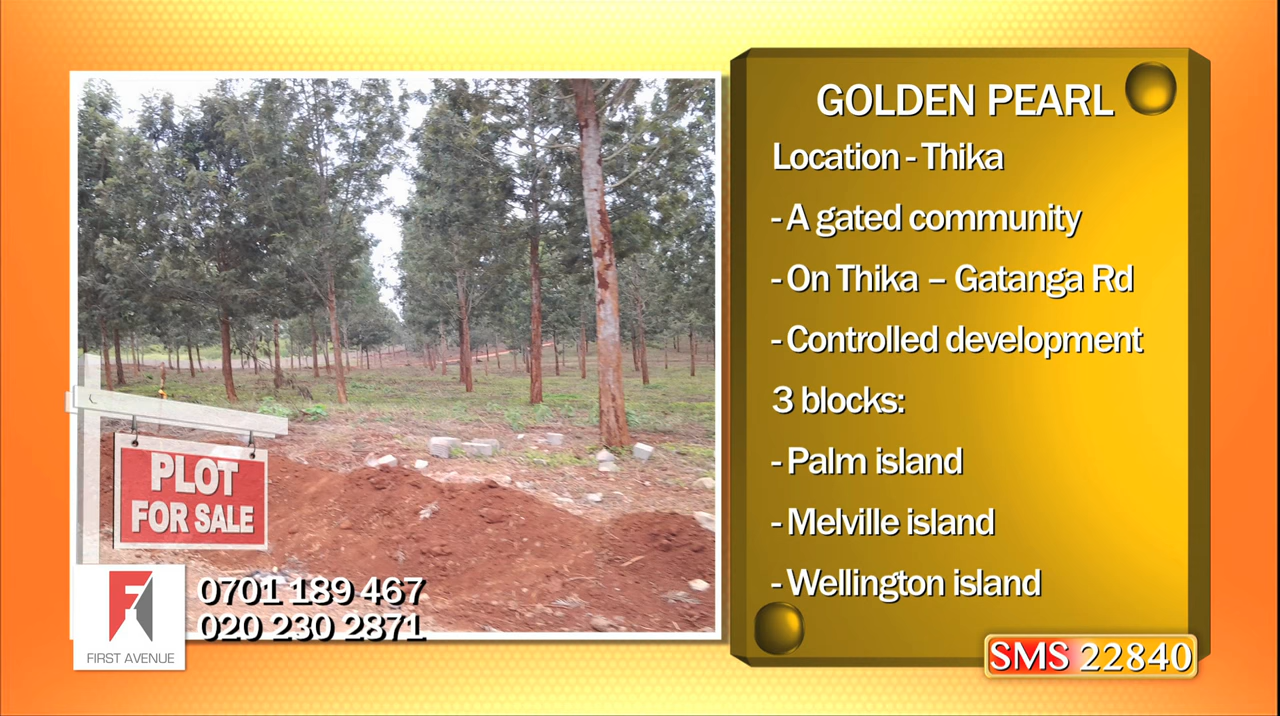 GOLDEN PEARL
Location - Thika
- A gated community
- On Thika – Gatanga Rd
- Controlled development
3 blocks:
- Palm island
- Melville island
- Wellington island
PLOT
FOR SALE
0701 189 467
020 230 2871
FIRST AVENUE
SMS 22840